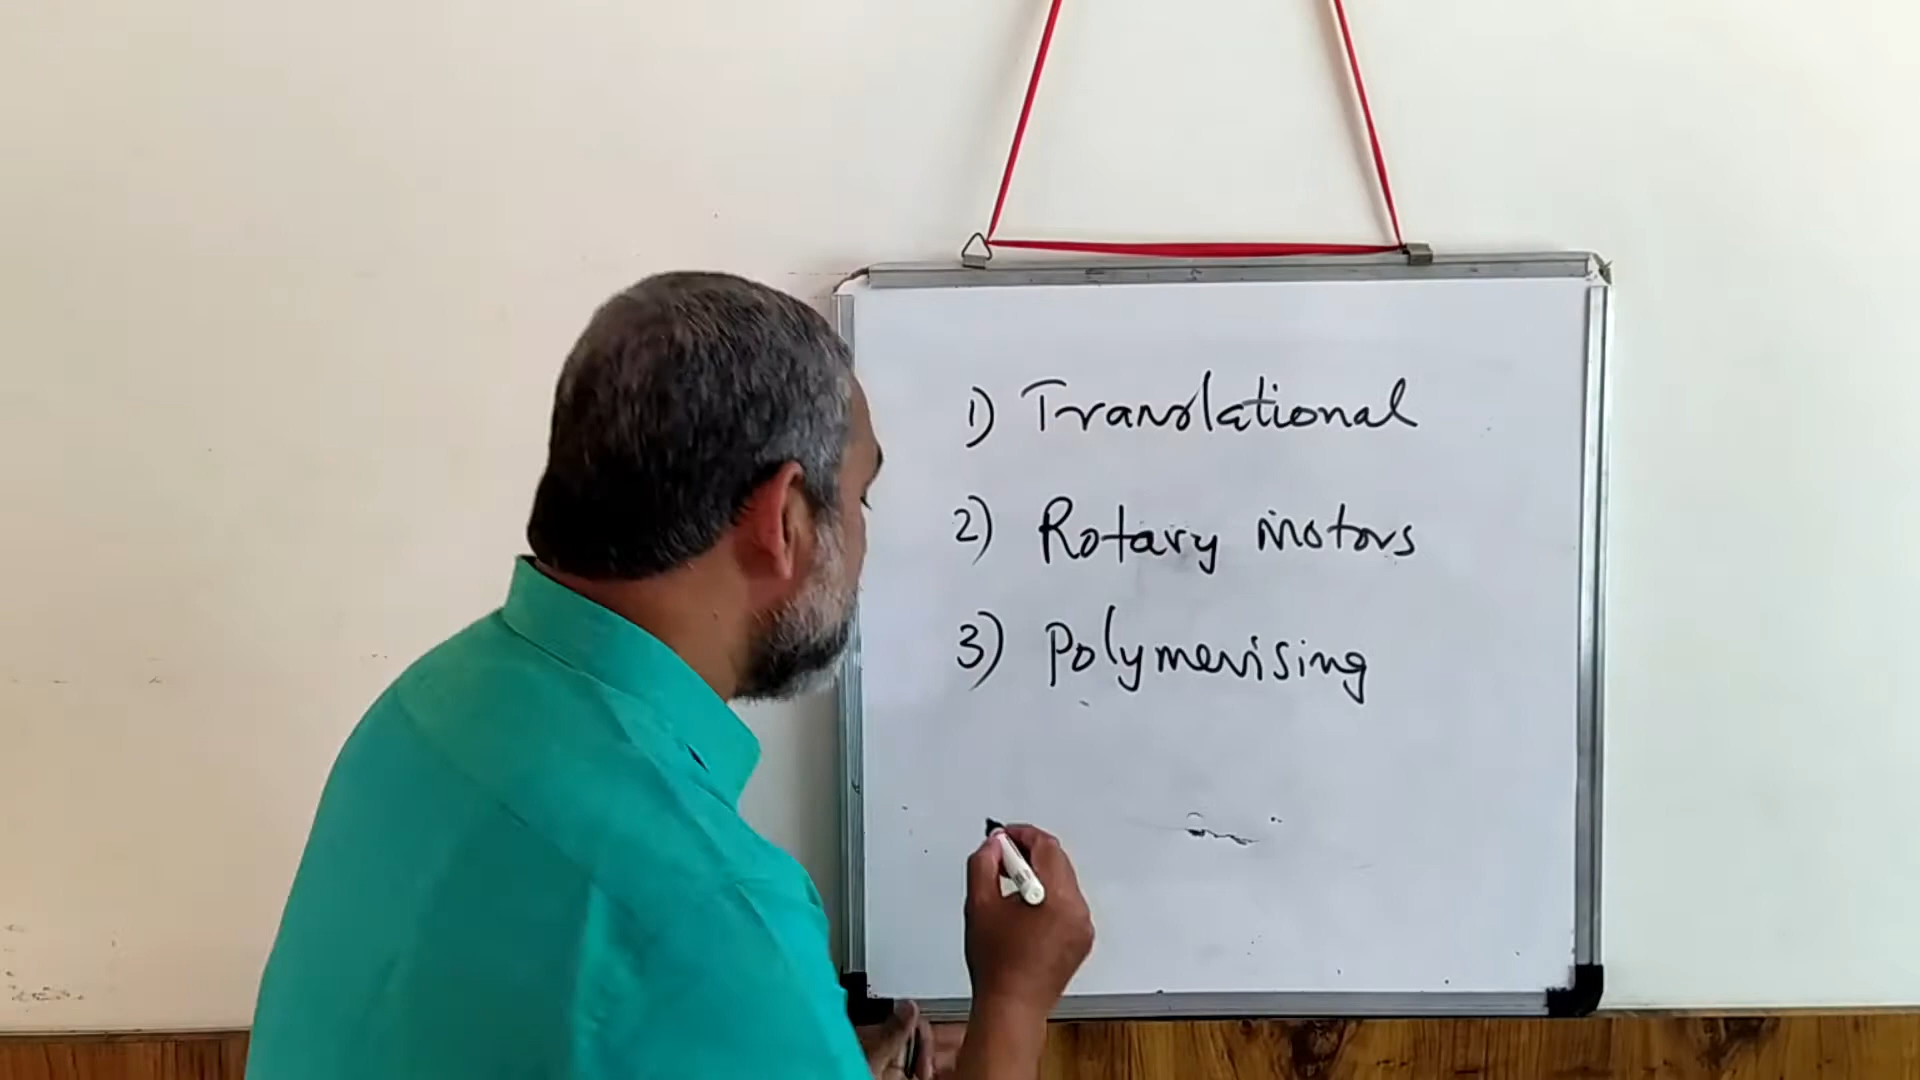 1) Translational
2) Rotary motors
3) Polymerising